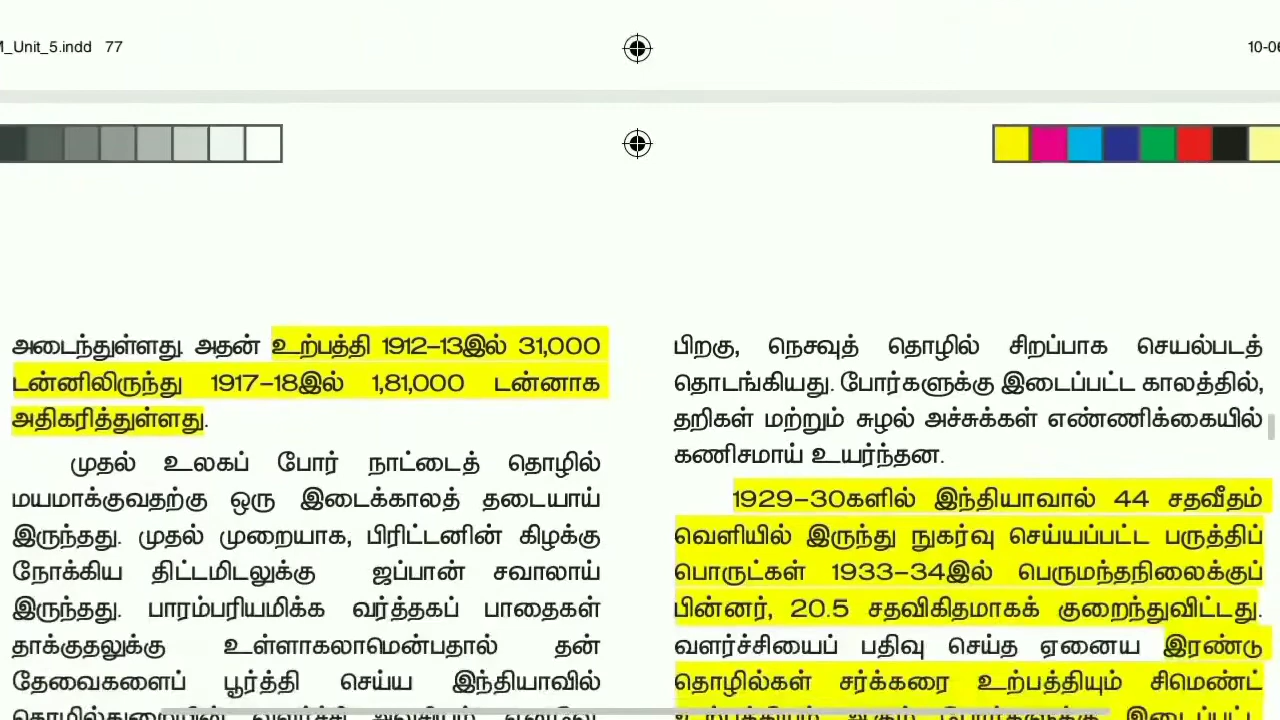 M_Unit_5.indd 77
10-06
அடைந்துள்ளது. அதன் உற்பத்தி 1912–13இல் 31,000
டன்னிலிருந்து 1917–18இல் 1,81,000 டன்னாக
அதிகரித்துள்ளது.
முதல் உலகப் போர் நாட்டைத் தொழில்
மயமாக்குவதற்கு ஒரு இடைக்காலத் தடையாய்
இருந்தது. முதல் முறையாக, பிரிட்டனின் கிழக்கு
நோக்கிய திட்டமிடலுக்கு ஜப்பான் சவாலாய்
இருந்தது. பாரம்பரியமிக்க வர்த்தகப் பாதைகள்
தாக்குதலுக்கு உள்ளாகலாமென்பதால் தன்
தேவைகளைப் பூர்த்தி செய்ய இந்தியாவில்
பிறகு, நெசவுத் தொழில் சிறப்பாக செயல்படத்
தொடங்கியது. போர்களுக்கு இடைப்பட்ட காலத்தில்,
தறிகள் மற்றும் சுழல் அச்சுக்கள் எண்ணிக்கையில்
கணிசமாய் உயர்ந்தன.
1929–30களில் இந்தியாவால் 44 சதவீதம்
வெளியில் இருந்து நுகர்வு செய்யப்பட்ட பருத்திப்
பொருட்கள் 1933–34இல் பெருமந்தநிலைக்குப்
பின்னர், 20.5 சதவிகிதமாகக் குறைந்துவிட்டது.
வளர்ச்சியைப் பதிவு செய்த ஏனைய இரண்டு
தொழில்கள் சர்க்கரை உற்பத்தியும் சிமெண்ட்